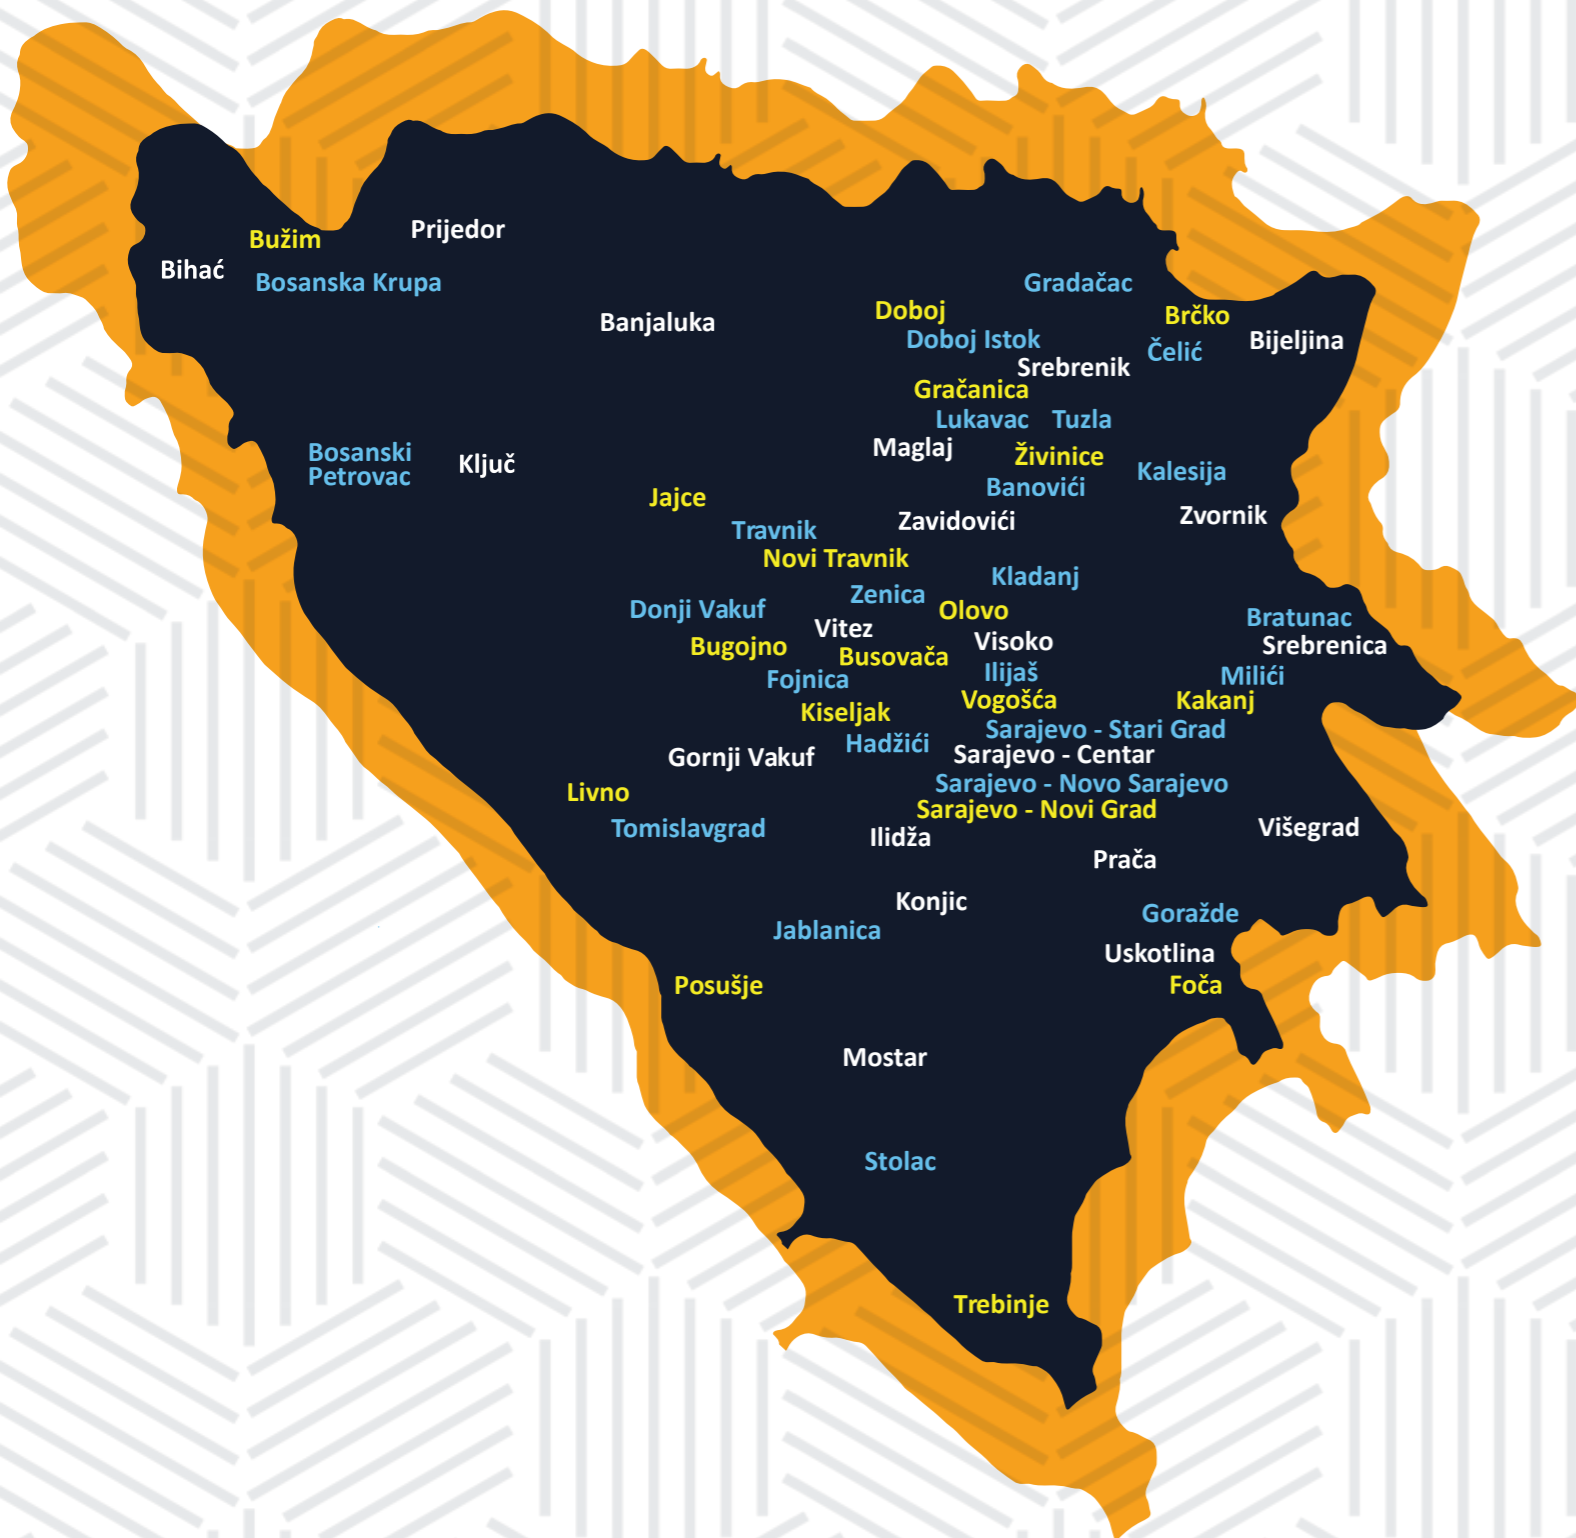 Prijedor
Bužim
Bihać
Bosanska Krupa
Gradačac
Doboj
Brčko
Banjaluka
Doboj Istok
Bijeljina
Čelić
Srebrenik
Gračanica
Lukavac
Tuzla
Maglaj
Bosanski
Petrovac
Živinice
Ključ
Kalesija
Banovići
Jajce
Zvornik
Zavidovići
Travnik
Novi Travnik
Kladanj
Zenica
Donji Vakuf
Olovo
Bratunac
Vitez
Visoko
Srebrenica
Bugojno
Busovača
Ilijaš
Milići
Fojnica
Vogošća
Kakanj
Kiseljak
Sarajevo - Stari Grad
Hadžići
Sarajevo - Centar
Gornji Vakuf
Sarajevo - Novo Sarajevo
Livno
Sarajevo - Novi Grad
Tomislavgrad
Višegrad
Ilidža
Prača
Konjic
Goražde
Jablanica
Uskotlina
Posušje
Foča
Mostar
Stolac
Trebinje